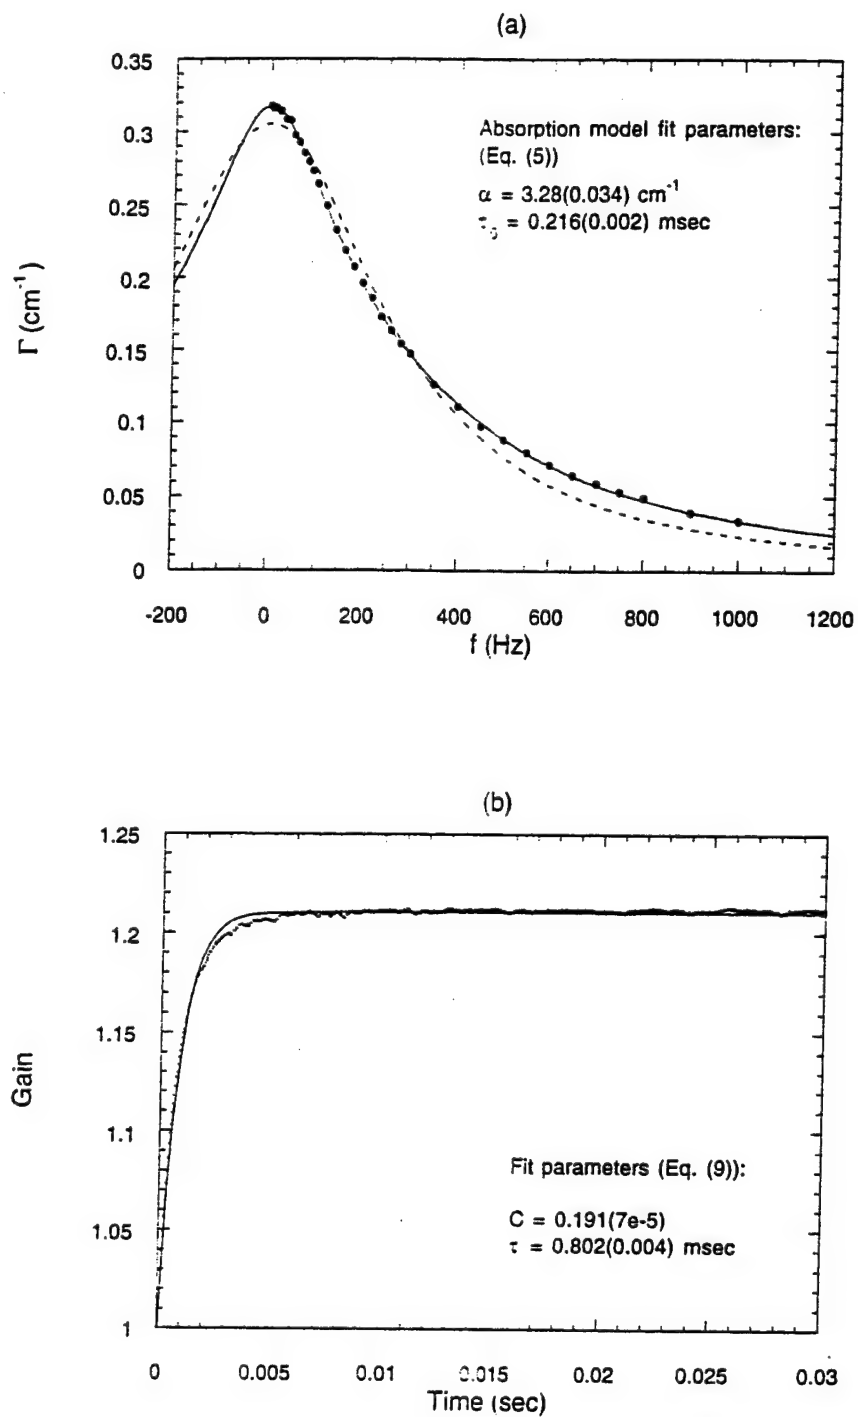 (a)
0.35
0.3
0.25
0.2
0.15
0.1
0.05
0
Γ (cm⁻¹)
Absorption model fit parameters:
(Eq. (5))
α = 3.28(0.034) cm⁻¹
= 0.216(0.002) msec
-200 0 200 400 600 800 1000 1200
f (Hz)
(b)
1.25
1.2
1.15
1.1
1.05
1
Gain
Fit parameters (Eq. (9)):
C = 0.191(7e-5)
τ = 0.802(0.004) msec
0 0.005 0.01 0.015 0.02 0.025 0.03
Time (sec)